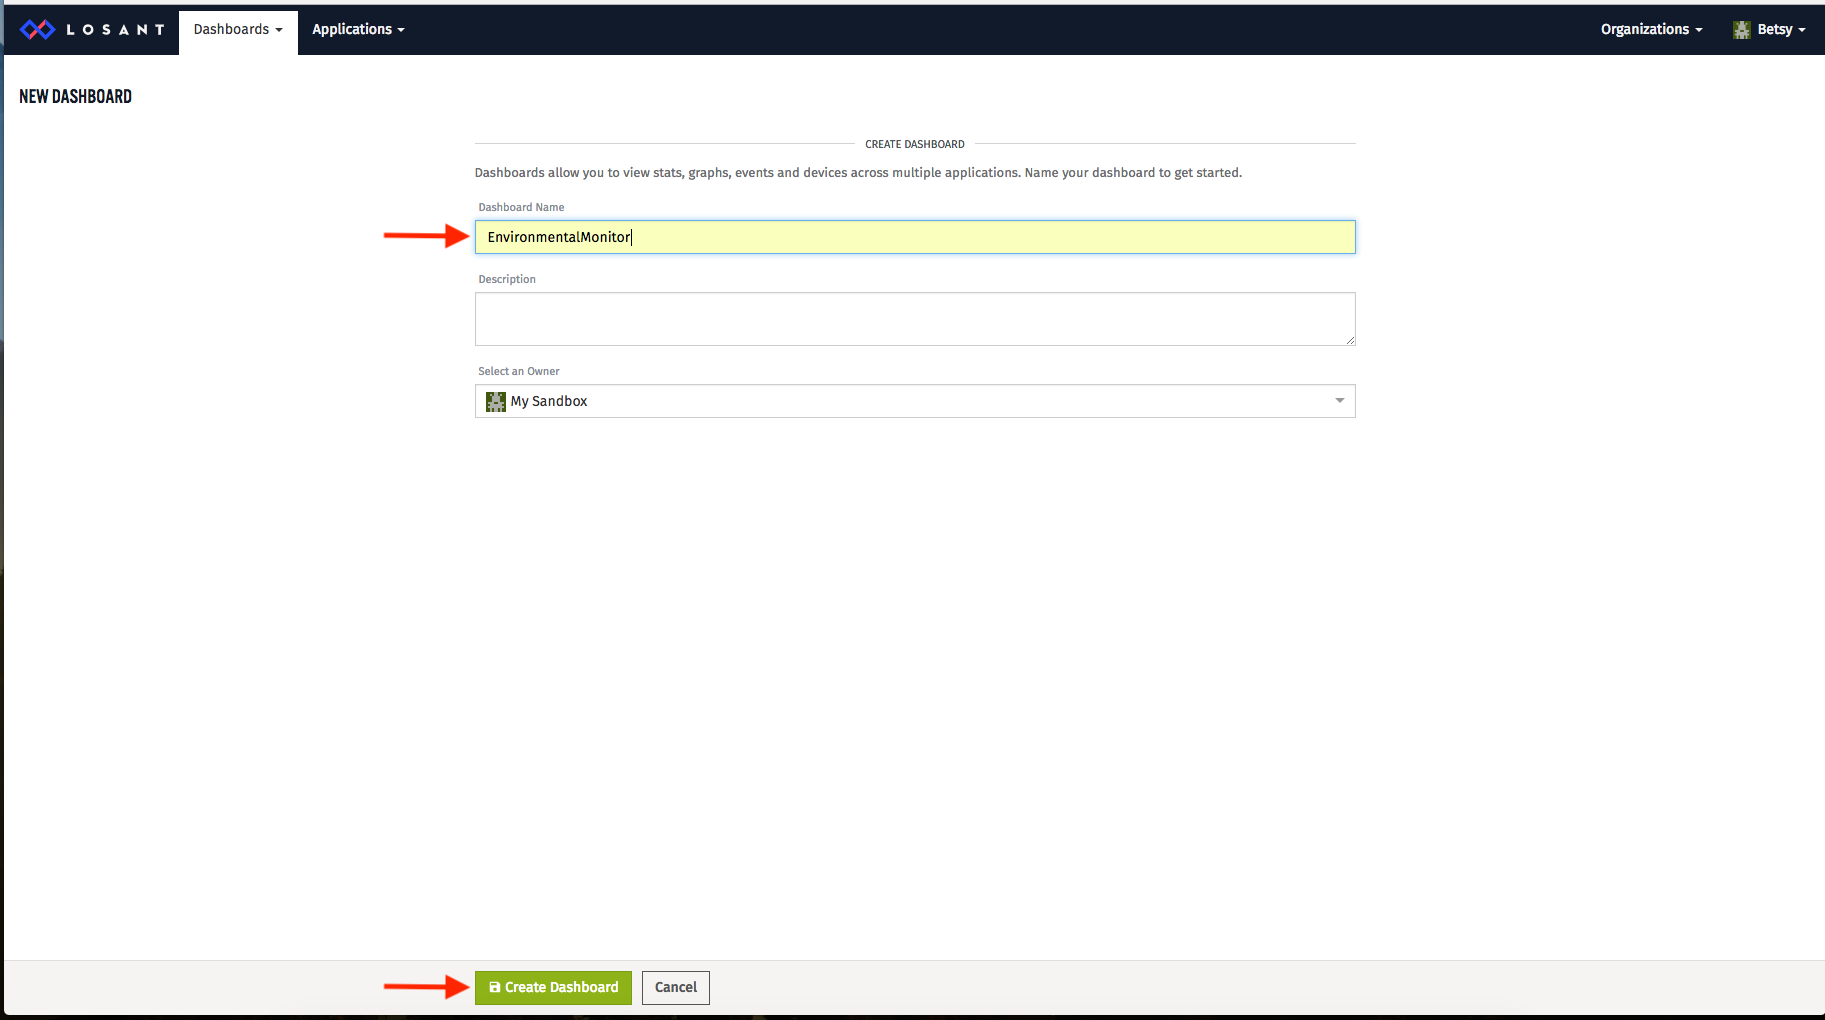 LOSANT Dashboards Applications Organizations Betsy
NEW DASHBOARD
CREATE DASHBOARD
Dashboards allow you to view stats, graphs, events and devices across multiple applications. Name your dashboard to get started.
Dashboard Name
EnvironmentalMonitor
Description
Select an Owner
My Sandbox
Create Dashboard Cancel